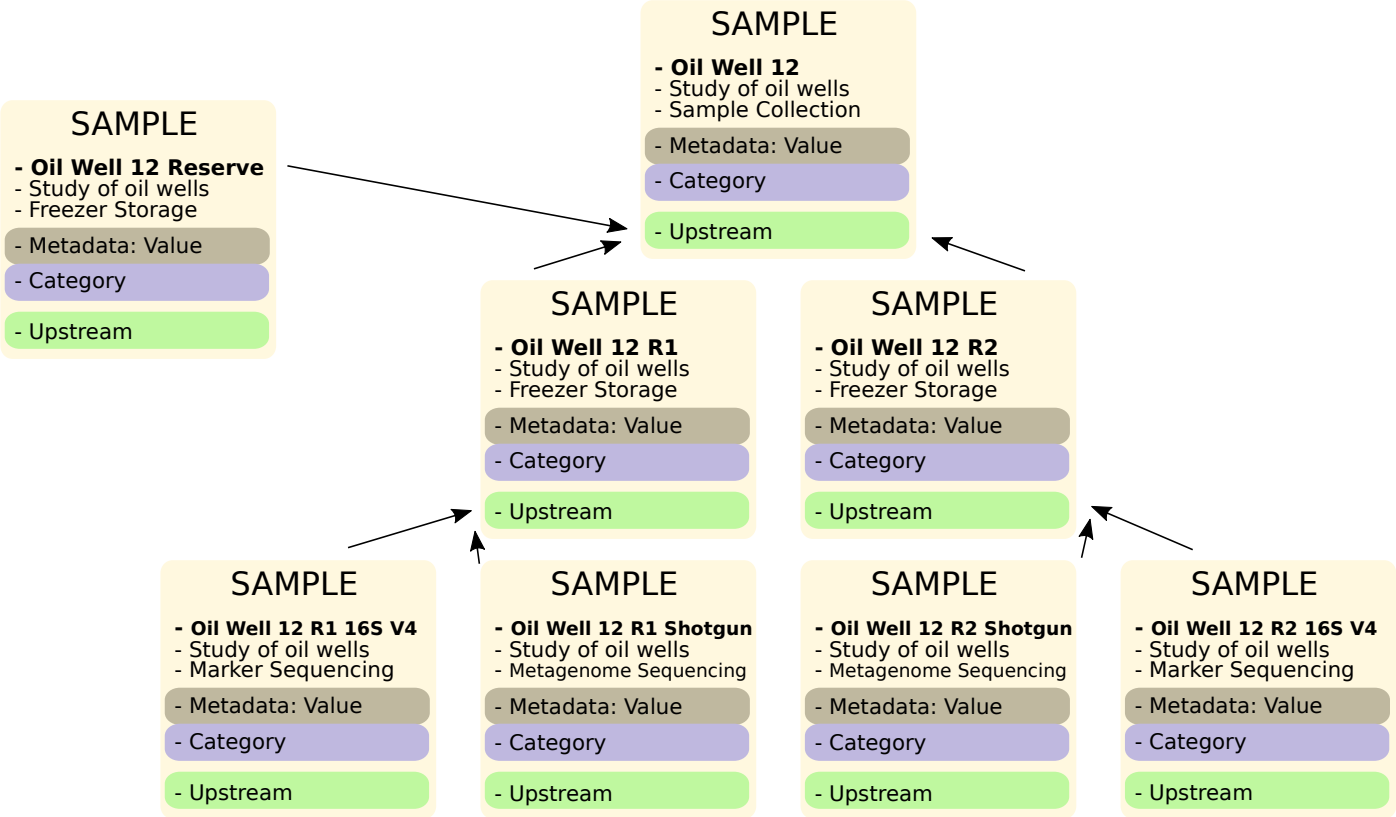 SAMPLE
- Oil Well 12
- Study of oil wells
- Sample Collection
- Metadata: Value
- Category
- Upstream
SAMPLE
- Oil Well 12 Reserve
- Study of oil wells
- Freezer Storage
- Metadata: Value
- Category
- Upstream
SAMPLE
- Oil Well 12 R1
- Study of oil wells
- Freezer Storage
- Metadata: Value
- Category
- Upstream
SAMPLE
- Oil Well 12 R2
- Study of oil wells
- Freezer Storage
- Metadata: Value
- Category
- Upstream
SAMPLE
- Oil Well 12 R1 16S V4
- Study of oil wells
- Marker Sequencing
- Metadata: Value
- Category
- Upstream
SAMPLE
- Oil Well 12 R1 Shotgun
- Study of oil wells
- Metagenome Sequencing
- Metadata: Value
- Category
- Upstream
SAMPLE
- Oil Well 12 R2 Shotgun
- Study of oil wells
- Metagenome Sequencing
- Metadata: Value
- Category
- Upstream
SAMPLE
- Oil Well 12 R2 16S V4
- Study of oil wells
- Marker Sequencing
- Metadata: Value
- Category
- Upstream